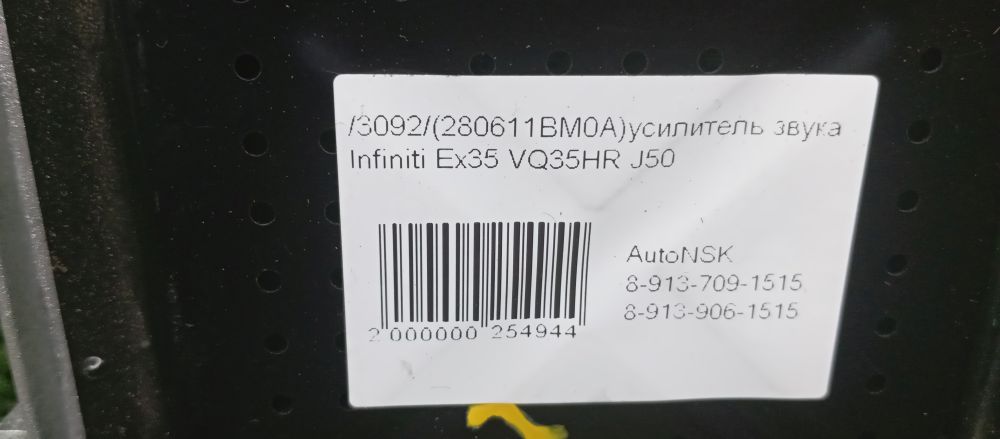 /3092/(280611BM0A)усилитель звука
Infiniti Ex35 VQ35HR J50
AutoNSK
8-913-709-1515
8-913-906-1515
2 000000 254944